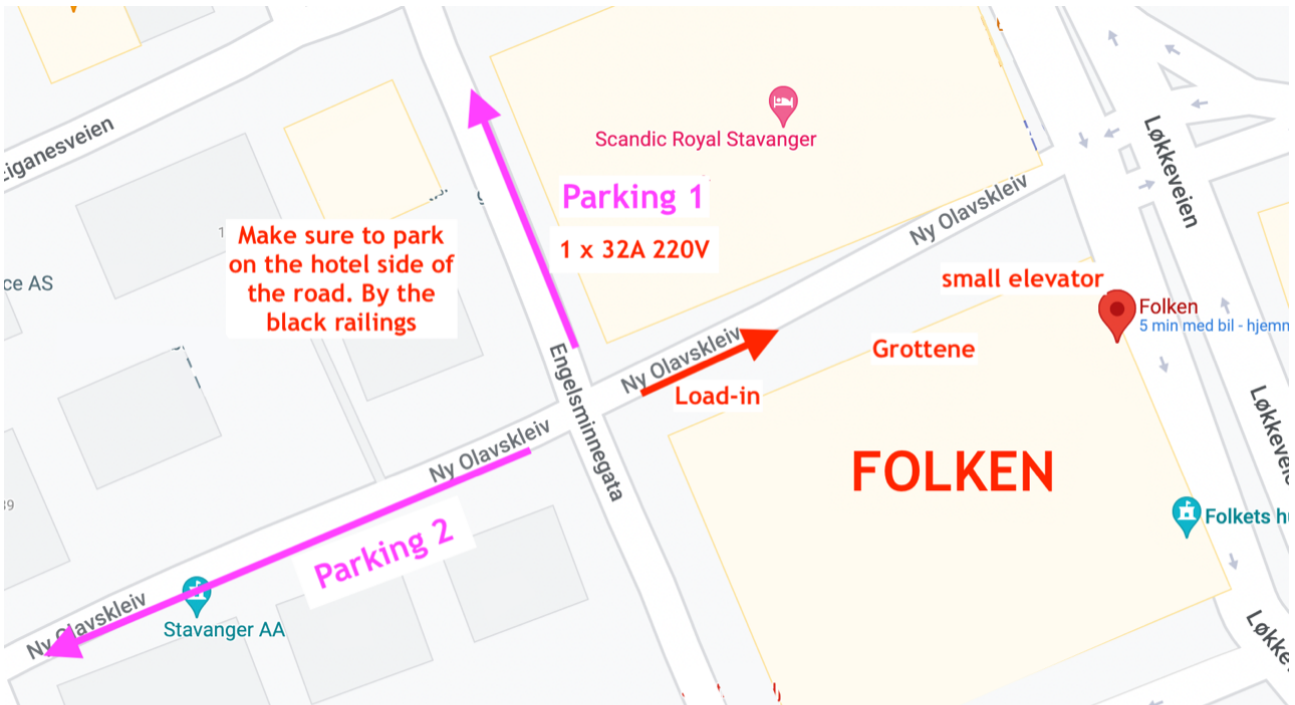 Eiganesveien
Scandic Royal Stavanger
Løkkeveien
Parking 1
1 x 32A 220V
Make sure to park
on the hotel side of
the road. By the
black railings
Ny Olavskleiv
ce AS
small elevator
Folken
5 min med bil - hjemm
Grottene
Ny Olavskleiv
Load-in
Engelsminnegata
Løkkeveie
Ny Olavskleiv
FOLKEN
Parking 2
Folkets hu
Stavanger AA
Ny Olavskleiv
Løkke